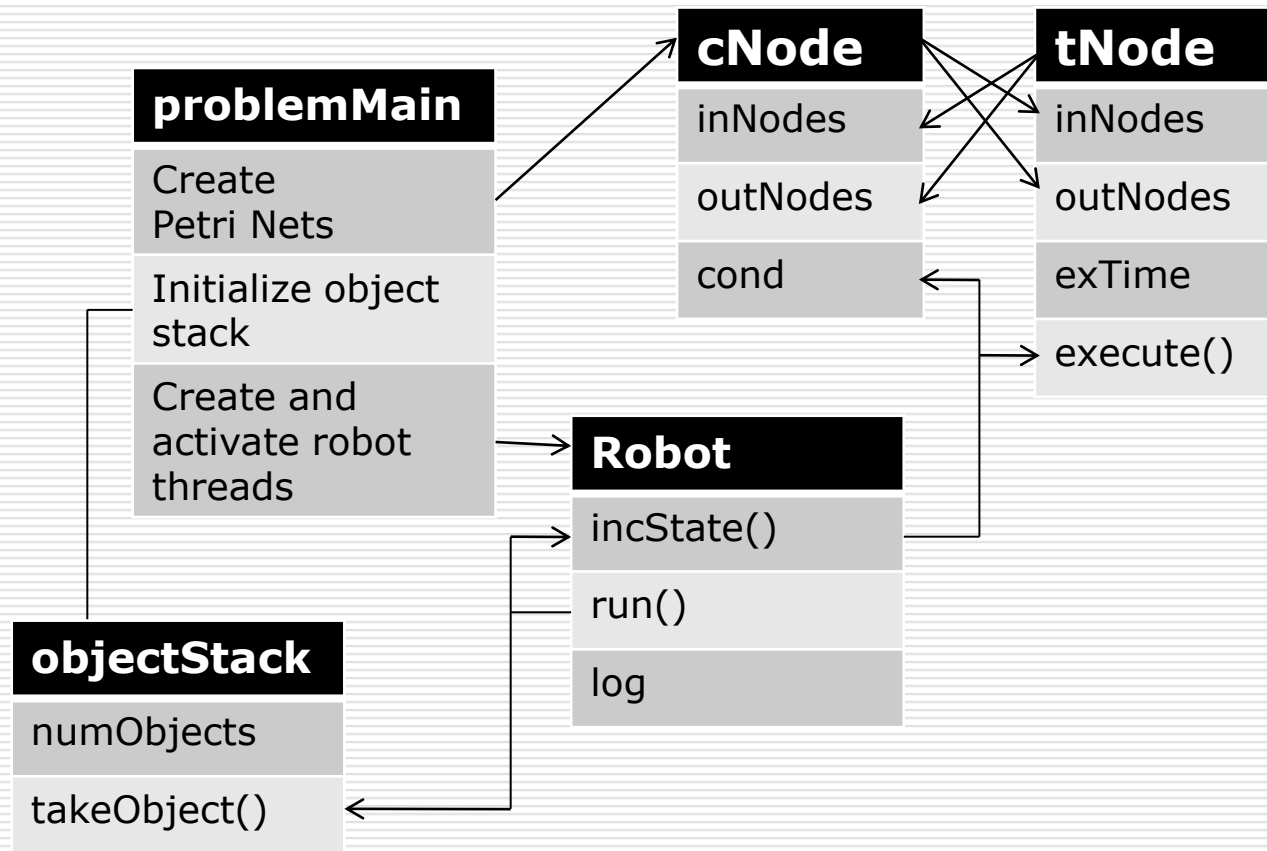 problemMain
Create
Petri Nets
Initialize object
stack
Create and
activate robot
threads
cNode
inNodes
outNodes
cond
tNode
inNodes
outNodes
exTime
execute()
Robot
incState()
run()
log
objectStack
numObjects
takeObject()